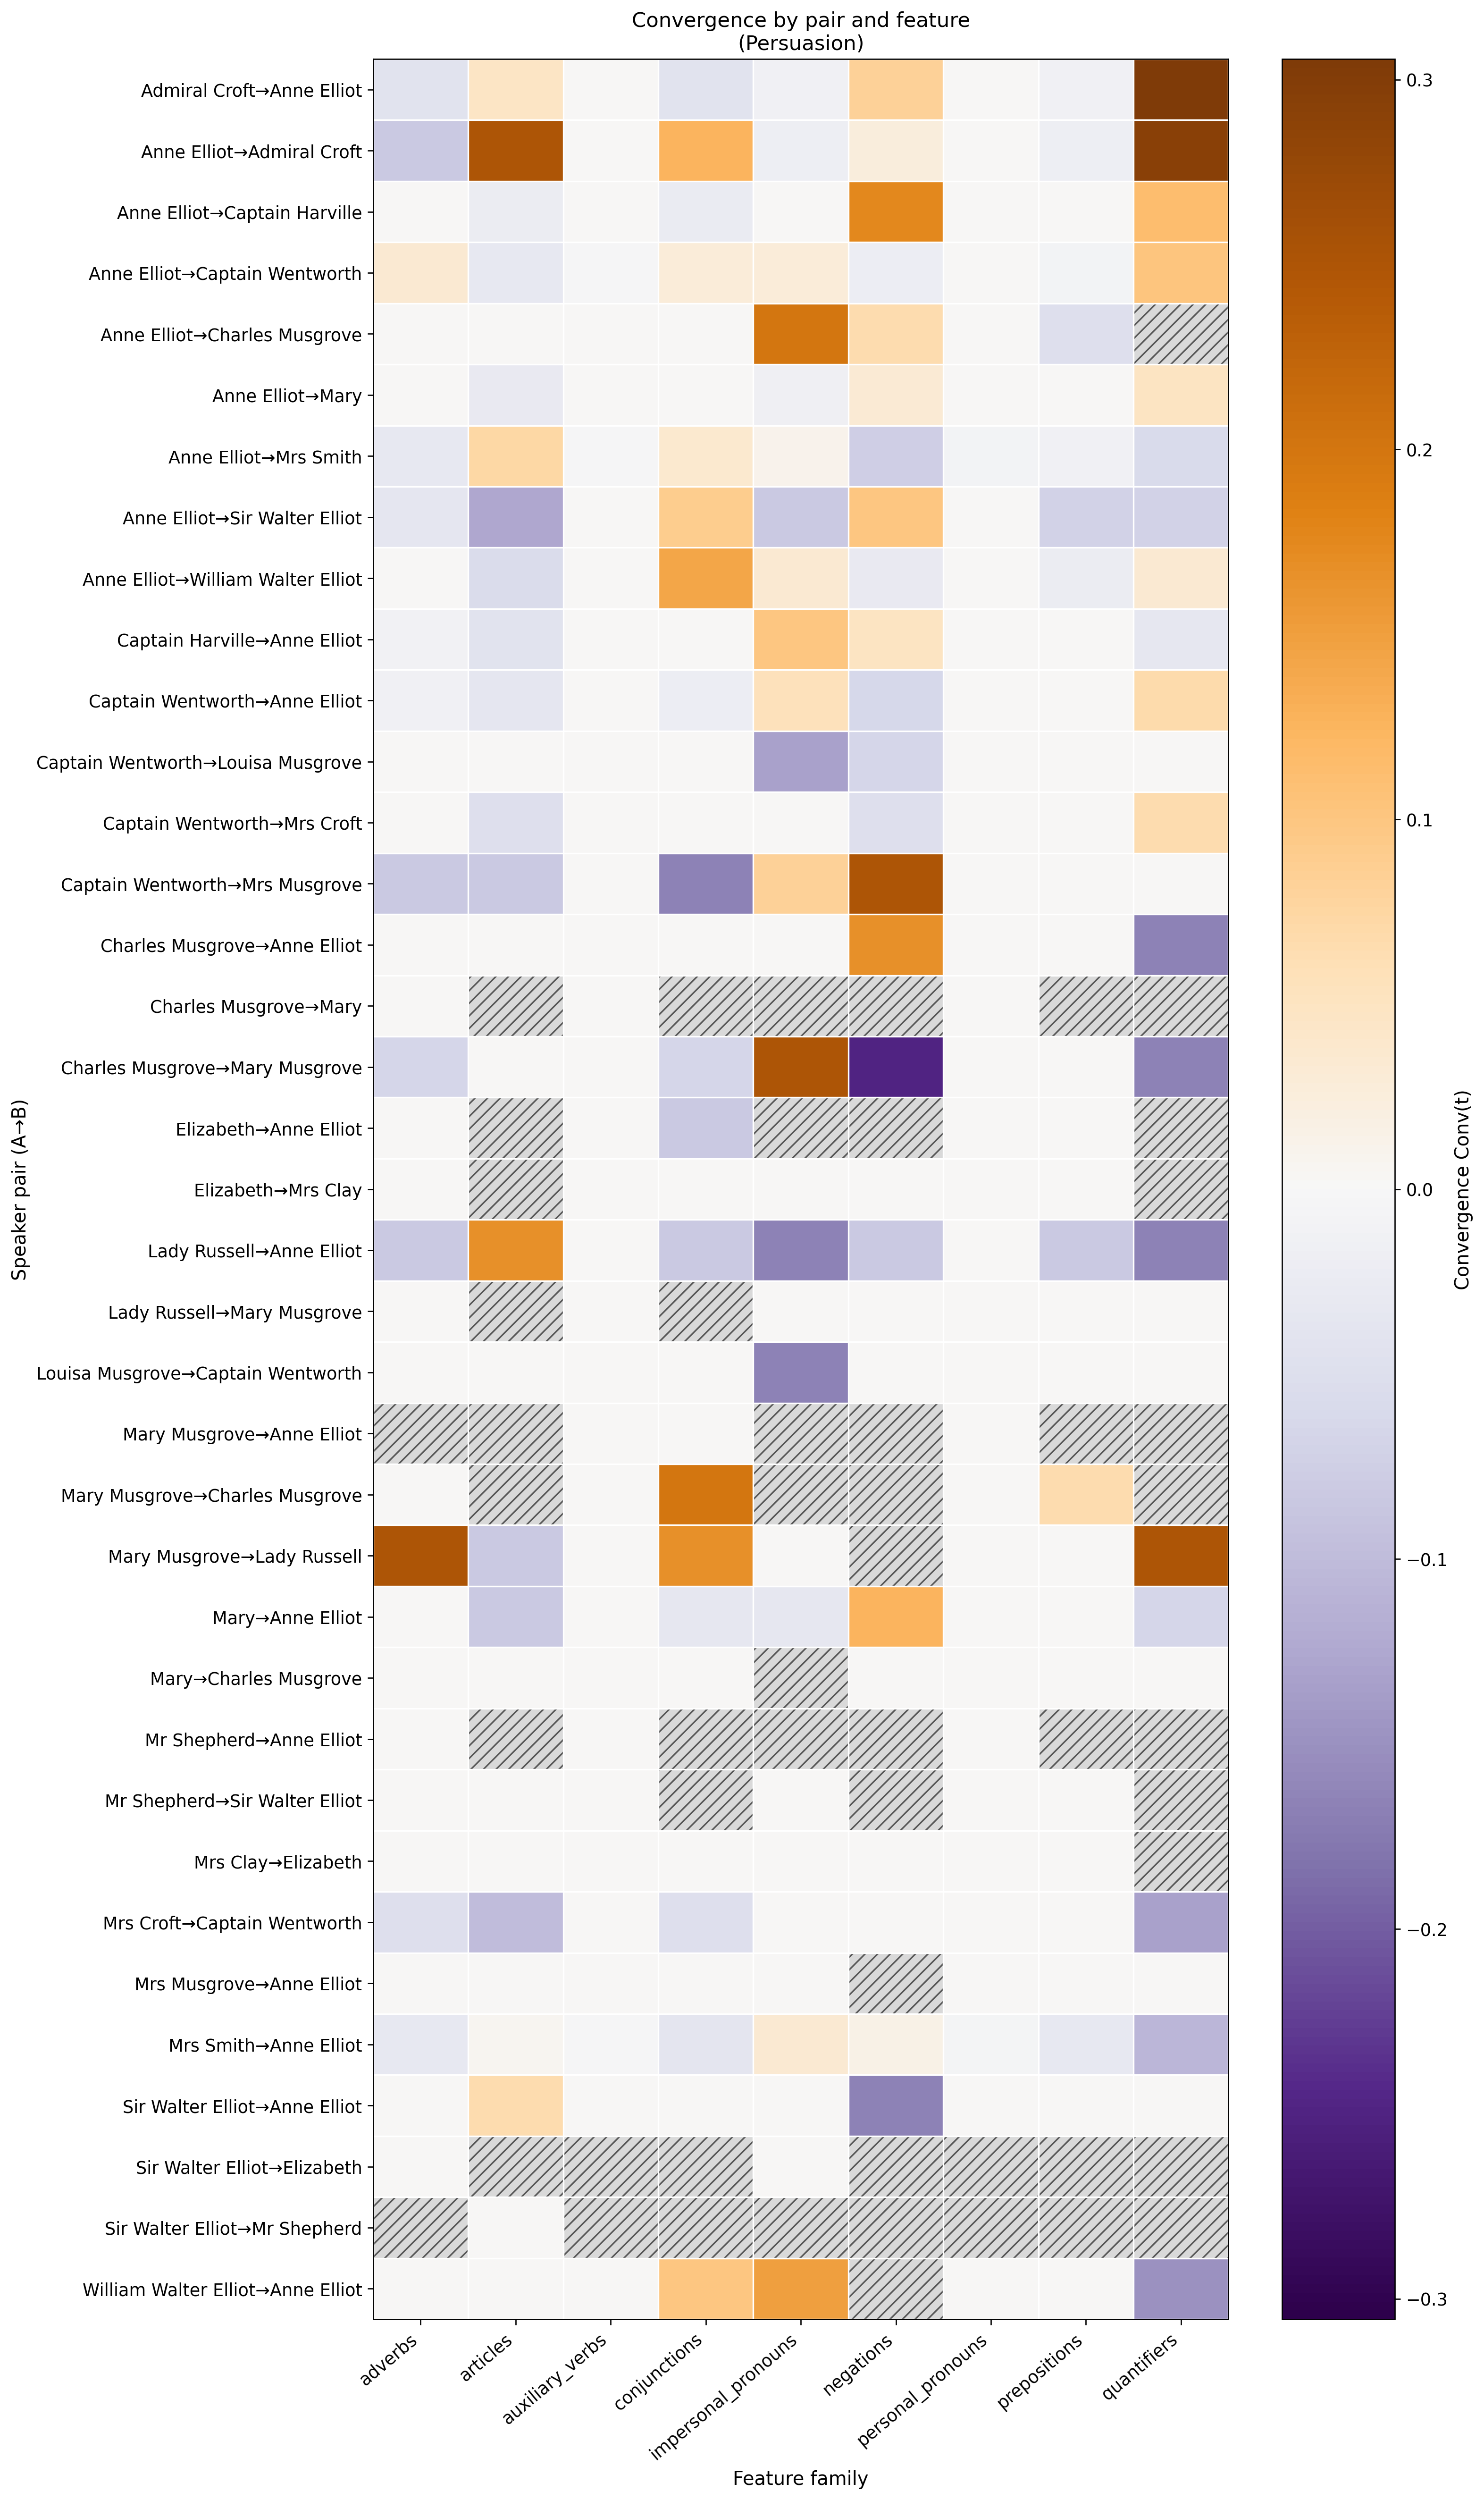 Convergence by pair and feature
(Persuasion)
Speaker pair (A→B)
Admiral Croft→Anne Elliot
Anne Elliot→Admiral Croft
Anne Elliot→Captain Harville
Anne Elliot→Captain Wentworth
Anne Elliot→Charles Musgrove
Anne Elliot→Mary
Anne Elliot→Mrs Smith
Anne Elliot→Sir Walter Elliot
Anne Elliot→William Walter Elliot
Captain Harville→Anne Elliot
Captain Wentworth→Anne Elliot
Captain Wentworth→Louisa Musgrove
Captain Wentworth→Mrs Croft
Captain Wentworth→Mrs Musgrove
Charles Musgrove→Anne Elliot
Charles Musgrove→Mary
Charles Musgrove→Mary Musgrove
Elizabeth→Anne Elliot
Elizabeth→Mrs Clay
Lady Russell→Anne Elliot
Lady Russell→Mary Musgrove
Louisa Musgrove→Captain Wentworth
Mary Musgrove→Anne Elliot
Mary Musgrove→Charles Musgrove
Mary Musgrove→Lady Russell
Mary→Anne Elliot
Mary→Charles Musgrove
Mr Shepherd→Anne Elliot
Mr Shepherd→Sir Walter Elliot
Mrs Clay→Elizabeth
Mrs Croft→Captain Wentworth
Mrs Musgrove→Anne Elliot
Mrs Smith→Anne Elliot
Sir Walter Elliot→Anne Elliot
Sir Walter Elliot→Elizabeth
Sir Walter Elliot→Mr Shepherd
William Walter Elliot→Anne Elliot
adverbs
articles
auxiliary_verbs
conjunctions
impersonal_pronouns
negations
personal_pronouns
prepositions
quantifiers
Feature family
0.3
0.2
0.1
0.0
−0.1
−0.2
−0.3
Convergence Conv(t)